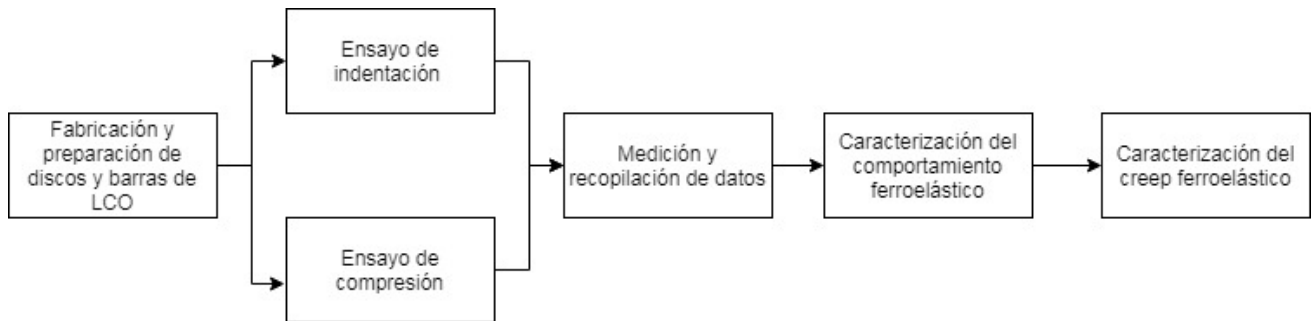 Fabricación y
preparación de
discos y barras de
LCO
Ensayo de
indentación
Ensayo de
compresión
Medición y
recopilación de datos
Caracterización del
comportamiento
ferroelástico
Caracterización del
creep ferroelástico